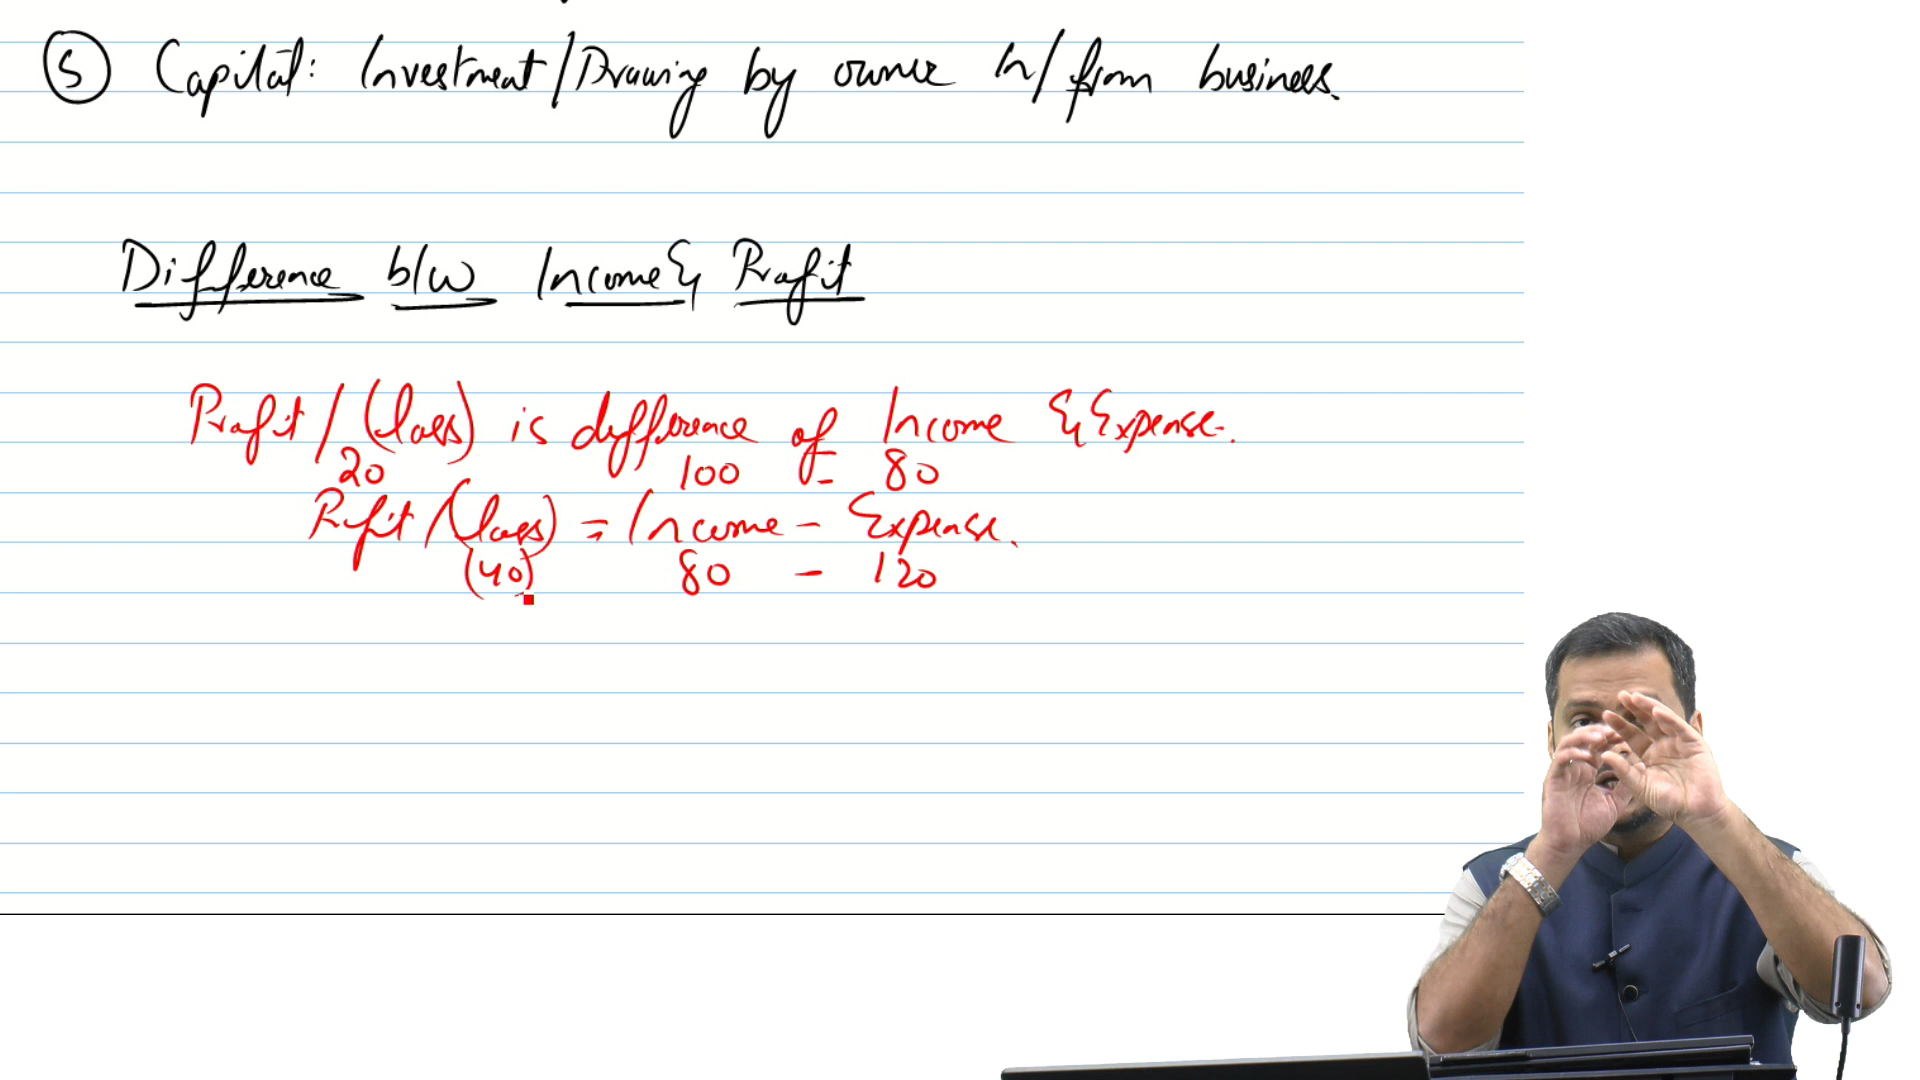 ⑤ Capital: Investment/Drawing by owner in/from business.
Difference b/w Income & Profit
Profit/(loss) is difference of Income & Expense.
20 100 - 80
Profit/(loss) = Income - Expense.
(40) 80 - 120